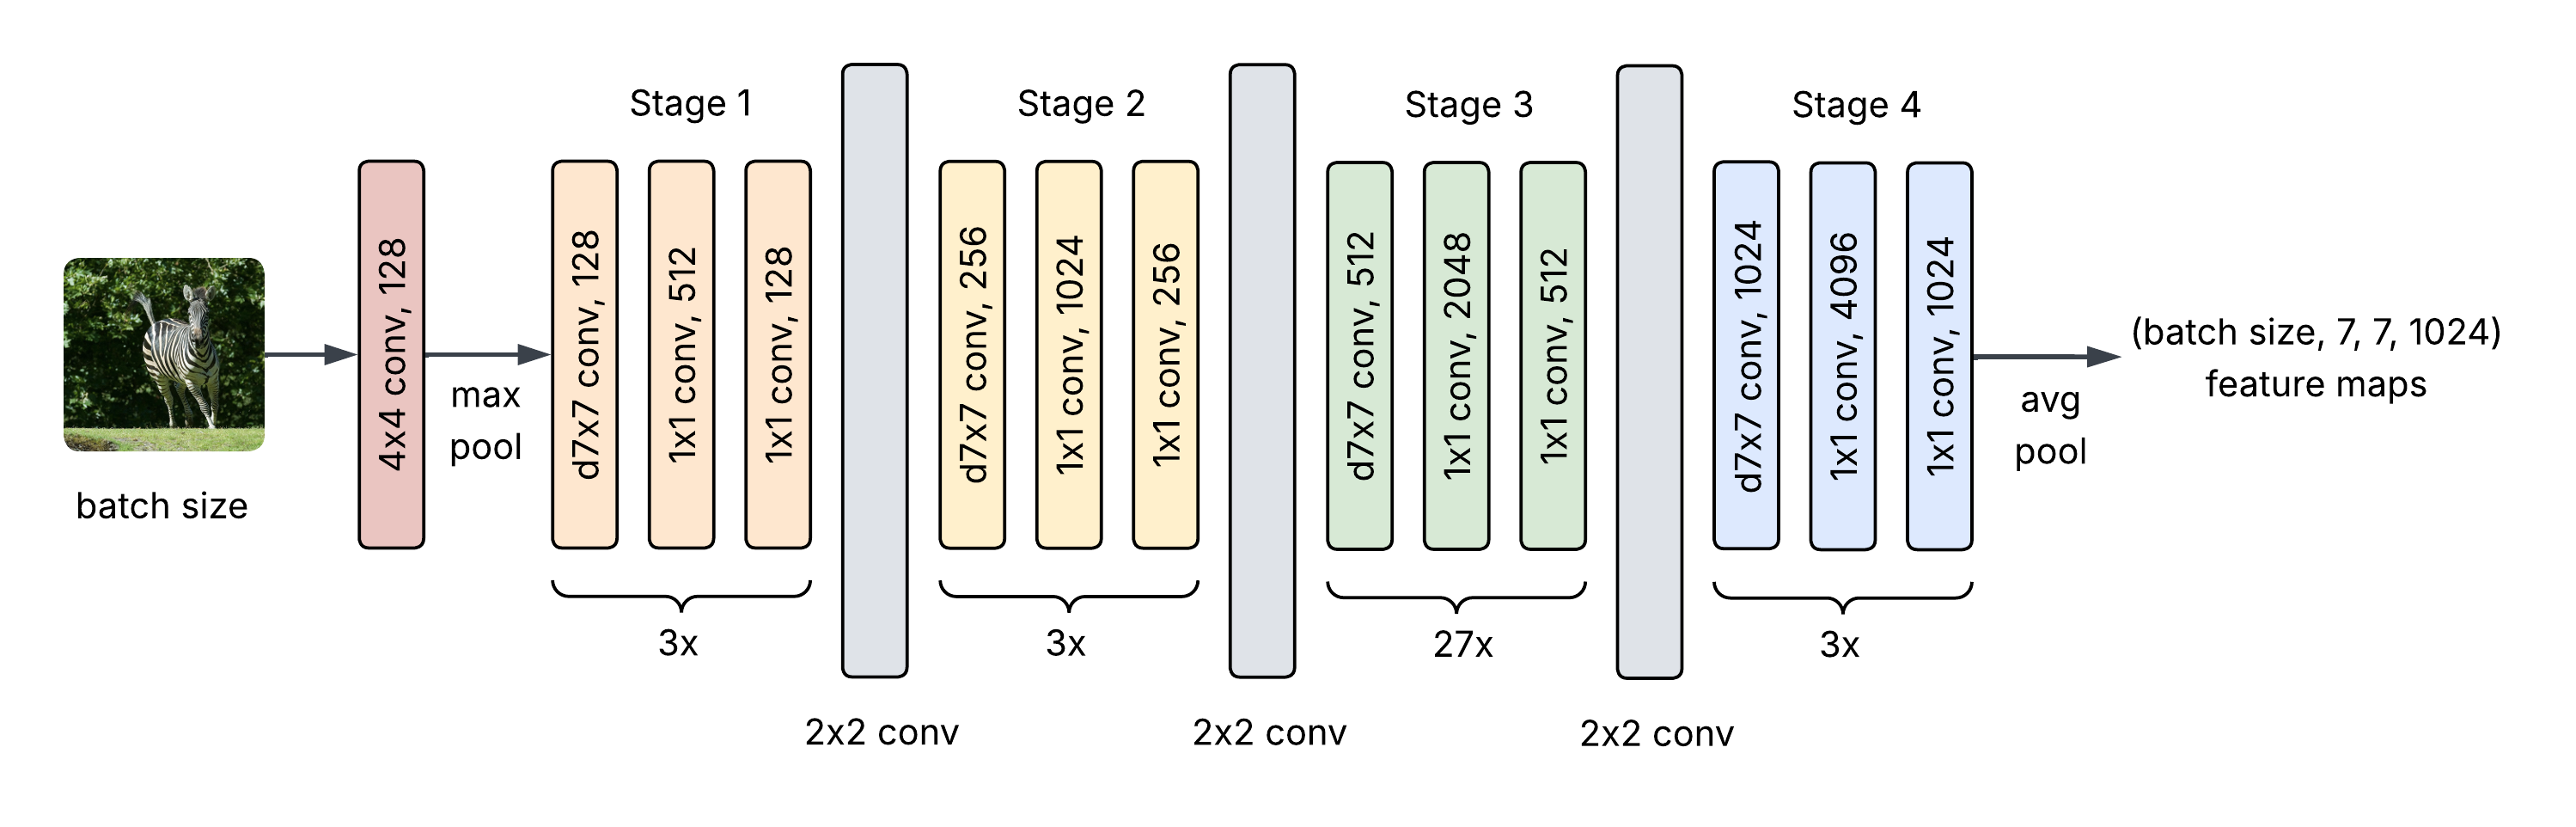 Stage 1
Stage 2
Stage 3
Stage 4
batch size
4x4 conv, 128
max
pool
d7x7 conv, 128
1x1 conv, 512
1x1 conv, 128
3x
2x2 conv
d7x7 conv, 256
1x1 conv, 1024
1x1 conv, 256
3x
2x2 conv
d7x7 conv, 512
1x1 conv, 2048
1x1 conv, 512
27x
2x2 conv
d7x7 conv, 1024
1x1 conv, 4096
1x1 conv, 1024
3x
avg
pool
(batch size, 7, 7, 1024)
feature maps